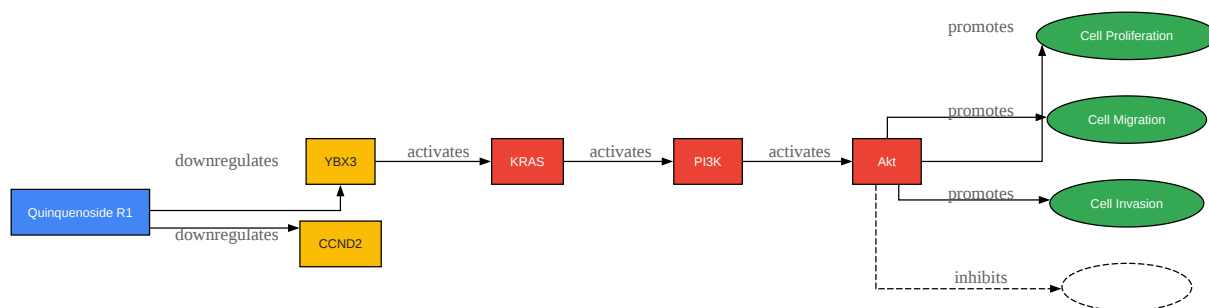 promotes
Cell Proliferation
promotes
Cell Migration
downregulates
YBX3
activates
KRAS
activates
PI3K
activates
Akt
promotes
Cell Invasion
Quinquenoside R1
downregulates
CCND2
inhibits